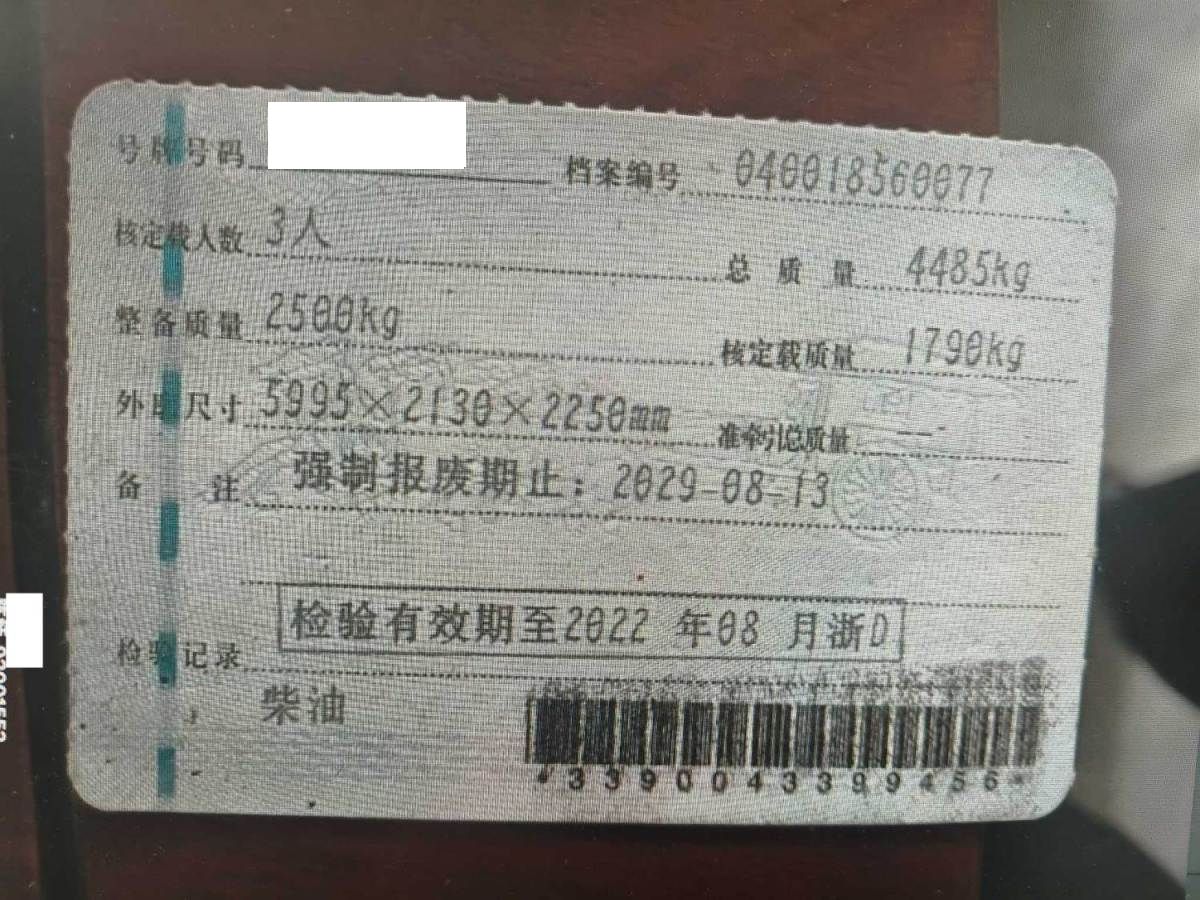 号牌号码 档案编号 040018560077
核定载人数 3人 总质量 4485kg
整备质量 2500kg 核定载质量 1790kg
外廓尺寸 5995×2130×2250mm 准牵引总质量 ---
备注 强制报废期止：2029-08-13
检验记录 检验有效期至2022年08月浙D
柴油
*3390043399456*